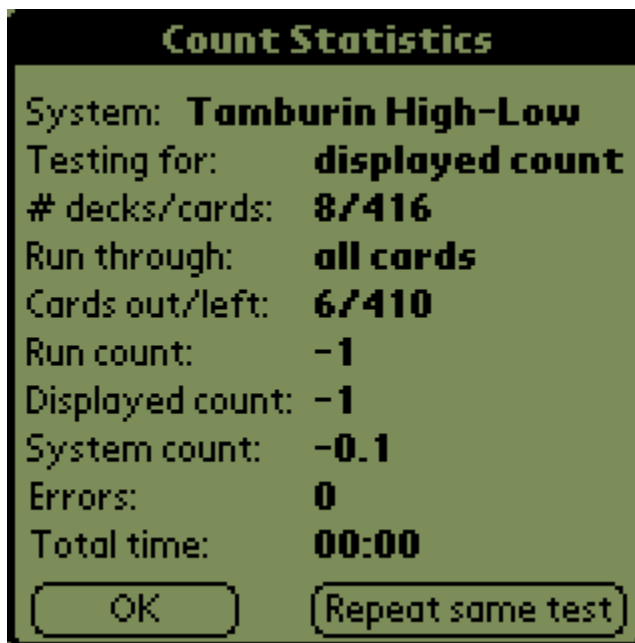 Count Statistics
System: Tamburin High-Low
Testing for: displayed count
# decks/cards: 8/416
Run through: all cards
Cards out/left: 6/410
Run count: -1
Displayed count: -1
System count: -0.1
Errors: 0
Total time: 00:00
OK Repeat same test